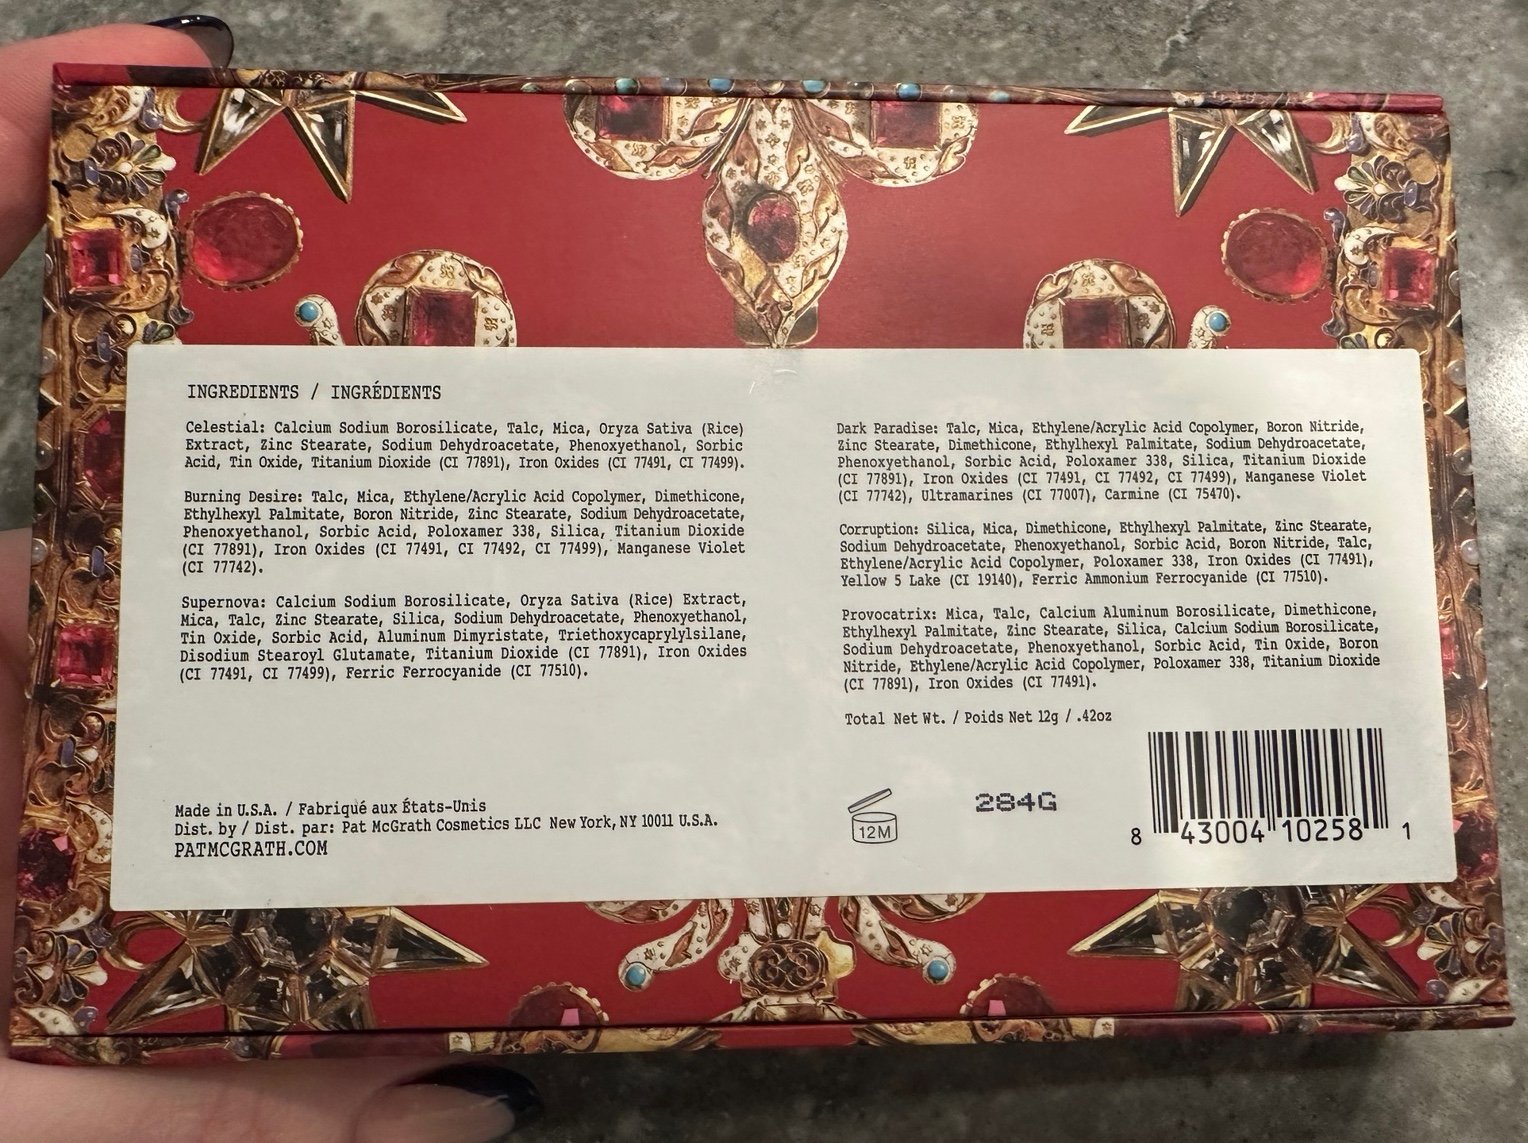 INGREDIENTS / INGRÉDIENTS
Celestial: Calcium Sodium Borosilicate, Talc, Mica, Oryza Sativa (Rice)
Extract, Zinc Stearate, Sodium Dehydroacetate, Phenoxyethanol, Sorbic
Acid, Tin Oxide, Titanium Dioxide (CI 77891), Iron Oxides (CI 77491, CI 77499).
Burning Desire: Talc, Mica, Ethylene/Acrylic Acid Copolymer, Dimethicone,
Ethylhexyl Palmitate, Boron Nitride, Zinc Stearate, Sodium Dehydroacetate,
Phenoxyethanol, Sorbic Acid, Poloxamer 338, Silica, Titanium Dioxide
(CI 77891), Iron Oxides (CI 77491, CI 77492, CI 77499), Manganese Violet
(CI 77742).
Supernova: Calcium Sodium Borosilicate, Oryza Sativa (Rice) Extract,
Mica, Talc, Zinc Stearate, Silica, Sodium Dehydroacetate, Phenoxyethanol,
Tin Oxide, Sorbic Acid, Aluminum Dimyristate, Triethoxycaprylylsilane,
Disodium Stearoyl Glutamate, Titanium Dioxide (CI 77891), Iron Oxides
(CI 77491, CI 77499), Ferric Ferrocyanide (CI 77510).
Made in U.S.A. / Fabriqué aux États-Unis
Dist. by / Dist. par: Pat McGrath Cosmetics LLC New York, NY 10011 U.S.A.
PATMCGRATH.COM
Dark Paradise: Talc, Mica, Ethylene/Acrylic Acid Copolymer, Boron Nitride,
Zinc Stearate, Dimethicone, Ethylhexyl Palmitate, Sodium Dehydroacetate,
Phenoxyethanol, Sorbic Acid, Poloxamer 338, Silica, Titanium Dioxide
(CI 77891), Iron Oxides (CI 77491, CI 77492, CI 77499), Manganese Violet
(CI 77742), Ultramarines (CI 77007), Carmine (CI 75470).
Corruption: Silica, Mica, Dimethicone, Ethylhexyl Palmitate, Zinc Stearate,
Sodium Dehydroacetate, Phenoxyethanol, Sorbic Acid, Boron Nitride, Talc,
Ethylene/Acrylic Acid Copolymer, Poloxamer 338, Iron Oxides (CI 77491),
Yellow 5 Lake (CI 19140), Ferric Ammonium Ferrocyanide (CI 77510).
Provocatrix: Mica, Talc, Calcium Aluminum Borosilicate, Dimethicone,
Ethylhexyl Palmitate, Zinc Stearate, Silica, Calcium Sodium Borosilicate,
Sodium Dehydroacetate, Phenoxyethanol, Sorbic Acid, Tin Oxide, Boron
Nitride, Ethylene/Acrylic Acid Copolymer, Poloxamer 338, Titanium Dioxide
(CI 77891), Iron Oxides (CI 77491).
Total Net Wt. / Poids Net 12g / .42oz
12M
284G
8 43004 10258 1